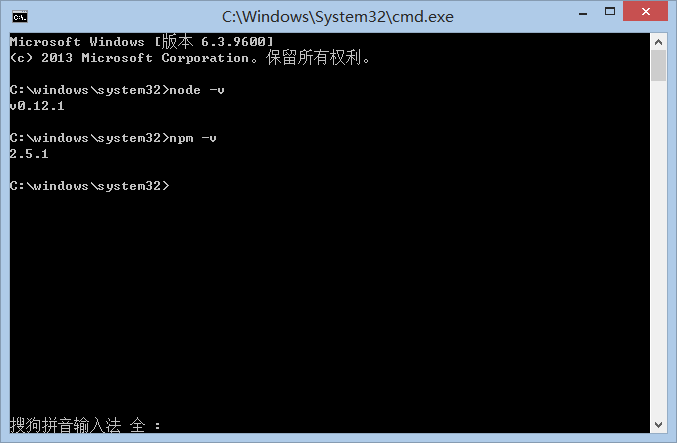 C:\Windows\System32\cmd.exe
Microsoft Windows [版本 6.3.9600]
(c) 2013 Microsoft Corporation。保留所有权利。
C:\windows\system32>node -v
v0.12.1
C:\windows\system32>npm -v
2.5.1
C:\windows\system32>
搜狗拼音输入法 全 :